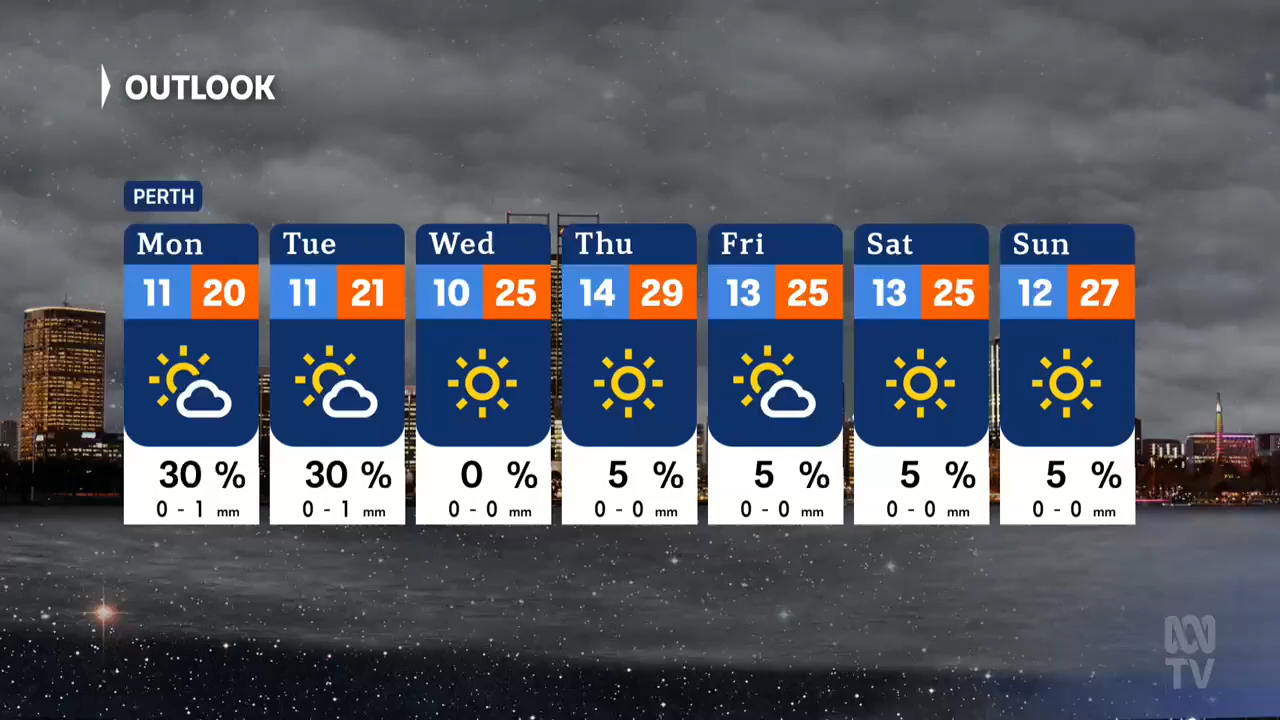 OUTLOOK
PERTH
Mon Tue Wed Thu Fri Sat Sun
11 20 11 21 10 25 14 29 13 25 13 25 12 27
30 % 30 % 0 % 5 % 5 % 5 % 5 %
0 - 1 mm 0 - 1 mm 0 - 0 mm 0 - 0 mm 0 - 0 mm 0 - 0 mm 0 - 0 mm
TV